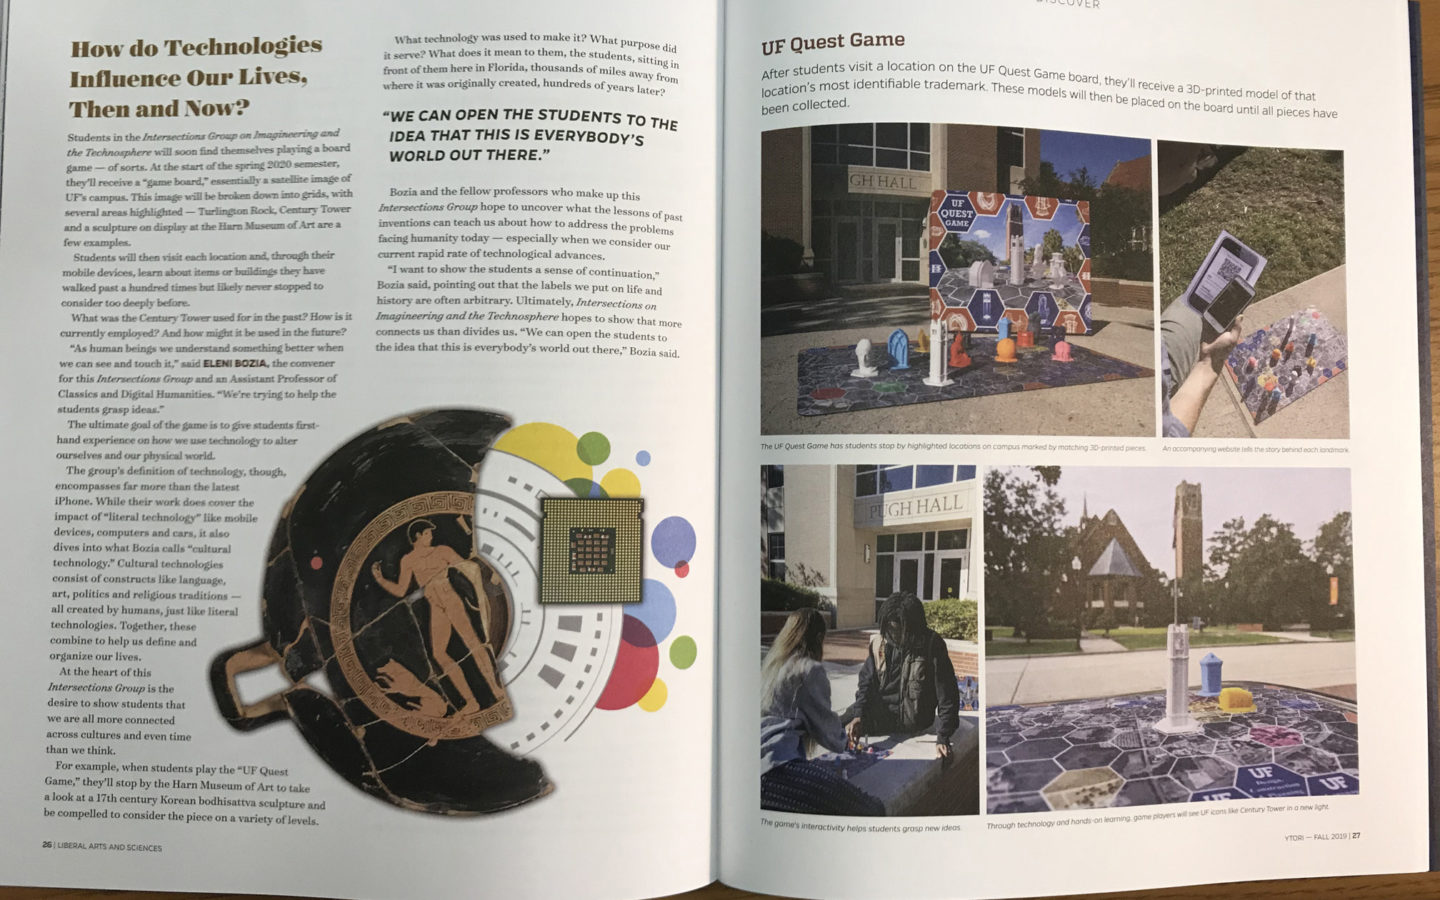 How do Technologies
Influence Our Lives,
Then and Now?
Students in the Intersections Group on Imagineering and
the Technosphere will soon find themselves playing a board
game — of sorts. At the start of the spring 2020 semester,
they'll receive a "game board," essentially a satellite image of
UF's campus. This image will be broken down into grids, with
several areas highlighted — Turlington Rock, Century Tower
and a sculpture on display at the Harn Museum of Art are a
few examples.
Students will then visit each location and, through their
mobile devices, learn about items or buildings they have
walked past a hundred times but likely never stopped to
consider too deeply before.
What was the Century Tower used for in the past? How is it
currently employed? And how might it be used in the future?
"As human beings we understand something better when
we can see and touch it," said ELENI BOZIA, the convener
for this Intersections Group and an Assistant Professor of
Classics and Digital Humanities. "We're trying to help the
students grasp ideas."
The ultimate goal of the game is to give students first-
hand experience on how we use technology to alter
ourselves and our physical world.
The group's definition of technology, though,
encompasses far more than the latest
iPhone. While their work does cover the
impact of "literal technology" like mobile
devices, computers and cars, it also
dives into what Bozia calls "cultural
technology." Cultural technologies
consist of constructs like language,
art, politics and religious traditions —
all created by humans, just like literal
technologies. Together, these
combine to help us define and
organize our lives.
At the heart of this
Intersections Group is the
desire to show students that
we are all more connected
across cultures and even time
than we think.
For example, when students play the "UF Quest
Game," they'll stop by the Harn Museum of Art to take
a look at a 17th century Korean bodhisattva sculpture and
be compelled to consider the piece on a variety of levels.
26 | LIBERAL ARTS AND SCIENCES
What technology was used to make it? What purpose did
it serve? What does it mean to them, the students, sitting in
front of them here in Florida, thousands of miles away from
where it was originally created, hundreds of years later?
"WE CAN OPEN THE STUDENTS TO THE
IDEA THAT THIS IS EVERYBODY'S
WORLD OUT THERE."
Bozia and the fellow professors who make up this
Intersections Group hope to uncover what the lessons of past
inventions can teach us about how to address the problems
facing humanity today — especially when we consider our
current rapid rate of technological advances.
"I want to show the students a sense of continuation,"
Bozia said, pointing out that the labels we put on life and
history are often arbitrary. Ultimately, Intersections on
Imagineering and the Technosphere hopes to show that more
connects us than divides us. "We can open the students to
the idea that this is everybody's world out there," Bozia said.
DISCOVER
UF Quest Game
After students visit a location on the UF Quest Game board, they'll receive a 3D-printed model of that
location's most identifiable trademark. These models will then be placed on the board until all pieces have
been collected.
GH HALL
UF
QUEST
GAME
The UF Quest Game has students stop by highlighted locations on campus marked by matching 3D-printed pieces.
An accompanying website tells the story behind each landmark.
PUGH HALL
UF
Design
Construction
UF
UF
The game's interactivity helps students grasp new ideas.
Through technology and hands-on learning, game players will see UF icons like Century Tower in a new light.
YTORI — FALL 2019 | 27